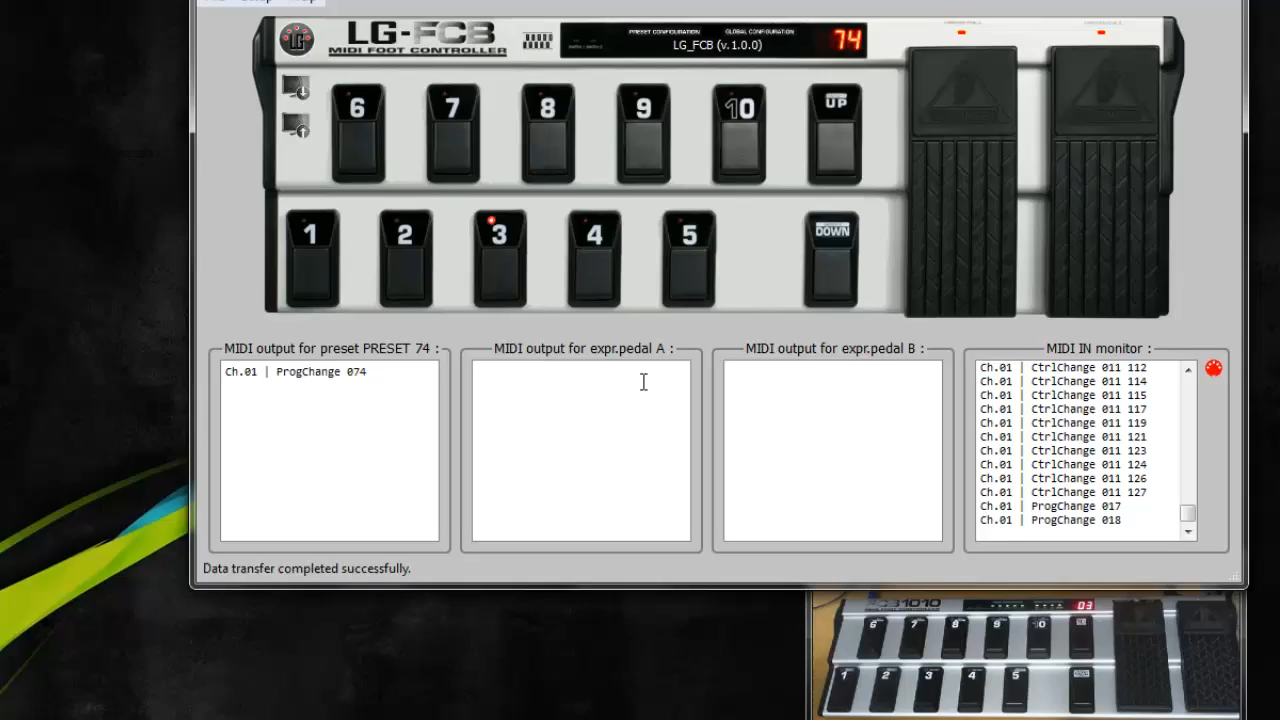 LG-FCB
MIDI FOOT CONTROLLER
PRESET CONFIGURATION
GLOBAL CONFIGURATION
LG_FCB (v.1.0.0)
74
6
7
8
9
10
UP
1
2
3
4
5
DOWN
MIDI output for preset PRESET 74 :
MIDI output for expr.pedal A :
MIDI output for expr.pedal B :
MIDI IN monitor :
Ch.01 | ProgChange 074
Ch.01 | CtrlChange 011 112
Ch.01 | CtrlChange 011 114
Ch.01 | CtrlChange 011 115
Ch.01 | CtrlChange 011 117
Ch.01 | CtrlChange 011 119
Ch.01 | CtrlChange 011 121
Ch.01 | CtrlChange 011 123
Ch.01 | CtrlChange 011 124
Ch.01 | CtrlChange 011 126
Ch.01 | CtrlChange 011 127
Ch.01 | ProgChange 017
Ch.01 | ProgChange 018
Data transfer completed successfully.
FCB1010
03
6
7
8
9
10
1
2
3
4
5